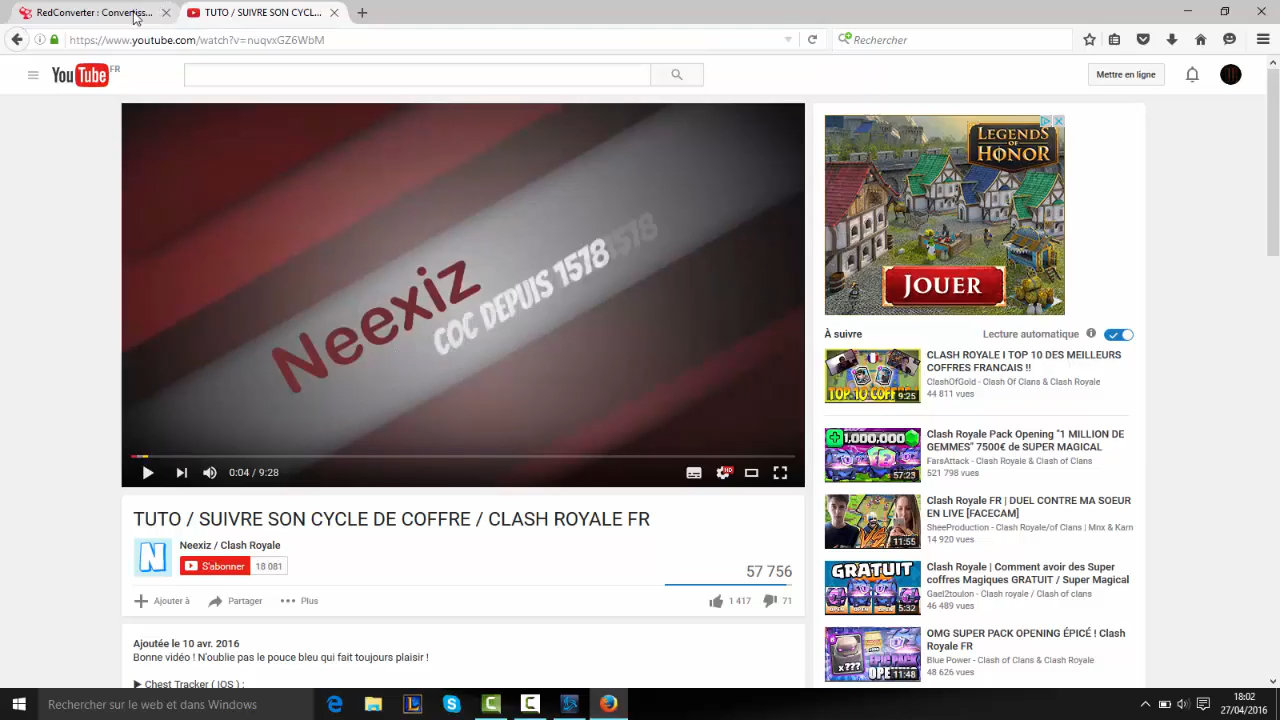 RedConverter : Convertis...
TUTO / SUIVRE SON CYCL...
https://www.youtube.com/watch?v=nuqvxGZ6WbM
Rechercher
YouTube FR
Mettre en ligne
Neexiz
COC DEPUIS 1578
0:04 / 9:28
HD
TUTO / SUIVRE SON CYCLE DE COFFRE / CLASH ROYALE FR
N
Neexiz / Clash Royale
S'abonner 18 081
57 756
Ajouter à Partager Plus
1 417 71
Ajoutée le 10 avr. 2016
Bonne vidéo ! N'oublie pas le pouce bleu qui fait toujours plaisir !
► Chest Tracker (IOS) :
LEGENDS
OF
HONOR
JOUER
À suivre
Lecture automatique
TOP 10 COFF
9:25
CLASH ROYALE I TOP 10 DES MEILLEURS
COFFRES FRANCAIS !!
ClashOfGold - Clash Of Clans & Clash Royale
44 811 vues
1,000,000
57:23
Clash Royale Pack Opening "1 MILLION DE
GEMMES" 7500€ de SUPER MAGICAL
FarsAttack - Clash Royale & Clash of Clans
521 798 vues
11:55
Clash Royale FR | DUEL CONTRE MA SOEUR
EN LIVE [FACECAM]
SheeProduction - Clash Royale/of Clans | Mnx & Karn
14 920 vues
GRATUIT
5:32
Clash Royale | Comment avoir des Super
coffres Magiques GRATUIT / Super Magical
Gael2toulon - Clash royale / Clash of clans
46 489 vues
x???
11:48
OMG SUPER PACK OPENING ÉPICÉ ! Clash
Royale FR
Blue Power - Clash of Clans & Clash Royale
48 626 vues
Rechercher sur le web et dans Windows
18:02
27/04/2016